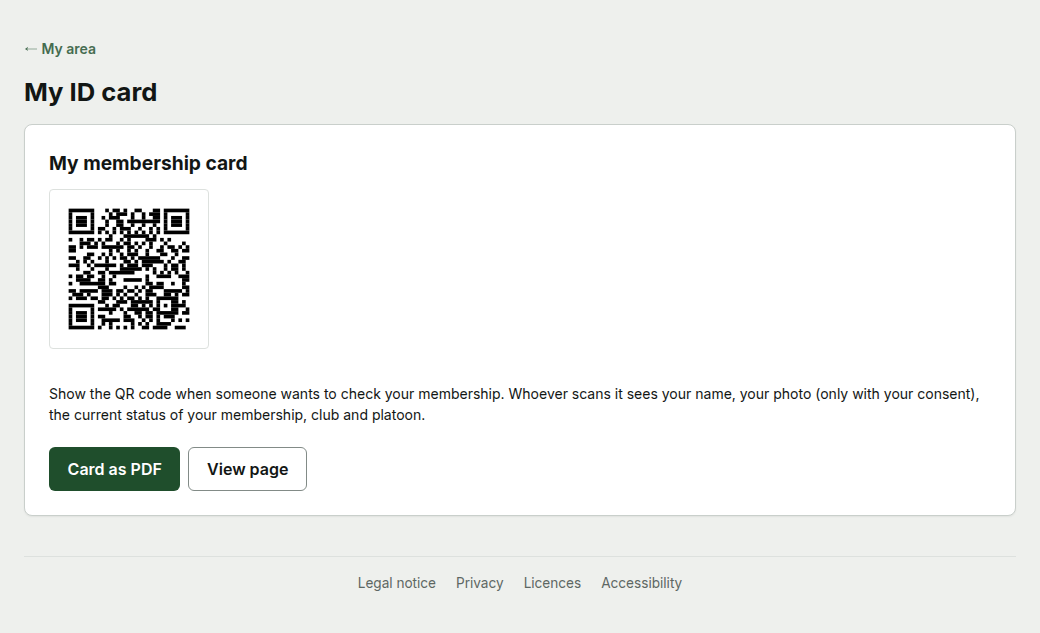 ← My area
My ID card
My membership card
Show the QR code when someone wants to check your membership. Whoever scans it sees your name, your photo (only with your consent),
the current status of your membership, club and platoon.
Card as PDF View page
Legal notice Privacy Licences Accessibility